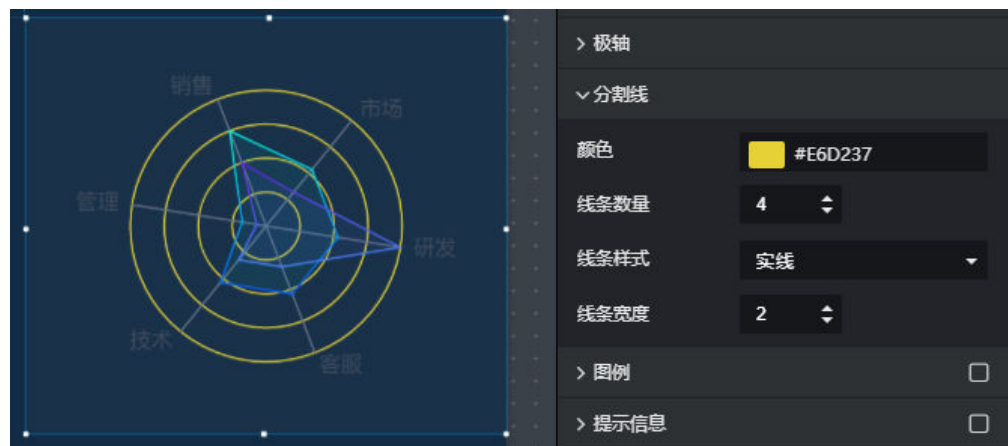 销售
市场
管理
研发
技术
客服
极轴
分割线
颜色 #E6D237
线条数量 4
线条样式 实线
线条宽度 2
图例
提示信息